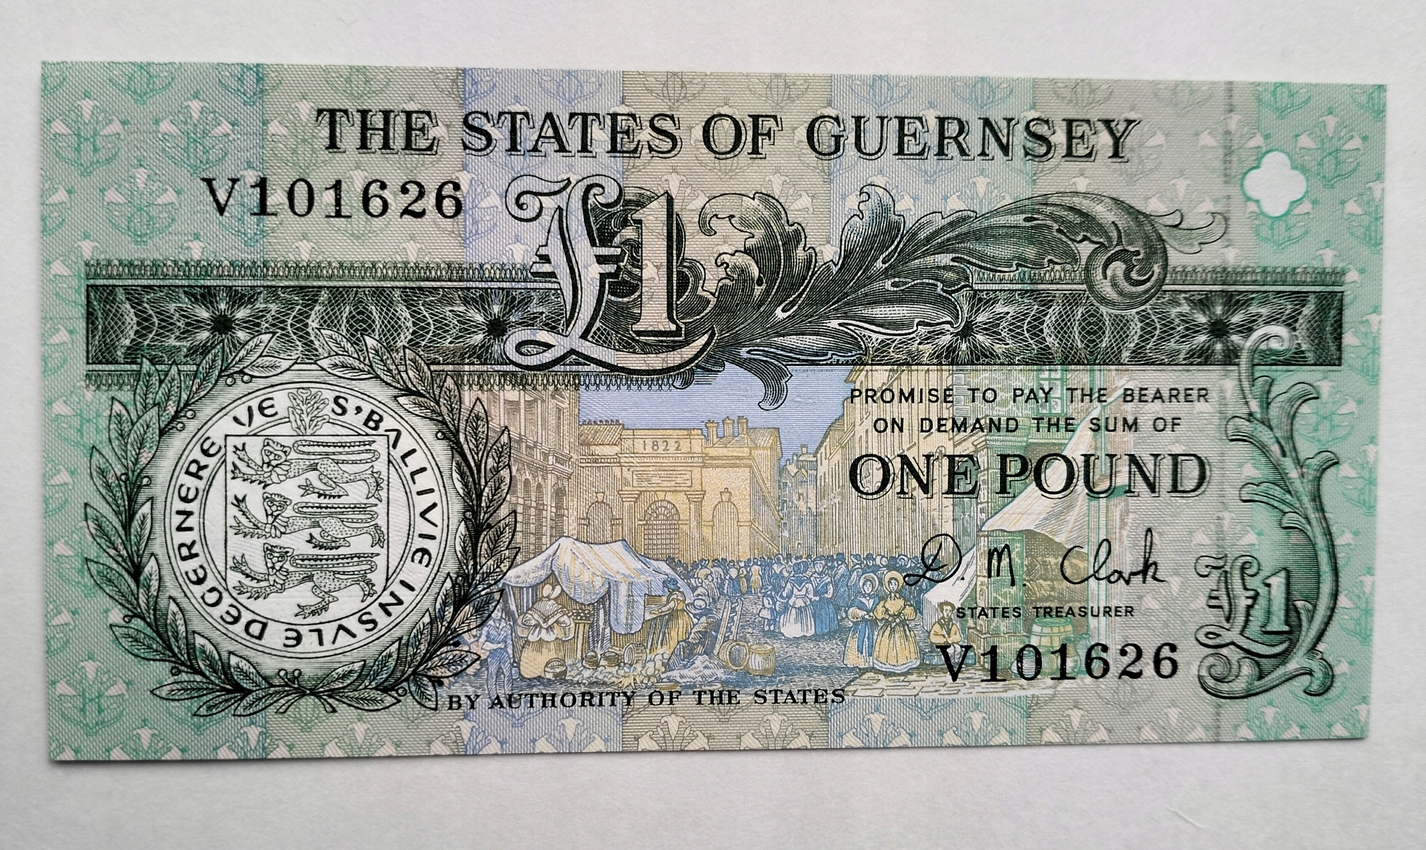 THE STATES OF GUERNSEY
V101626
£1
S'BALLIVIE INSVLE DEGERNERE VE
1822
PROMISE TO PAY THE BEARER
ON DEMAND THE SUM OF
ONE POUND
D. M. Clark
STATES TREASURER
£1
V101626
BY AUTHORITY OF THE STATES